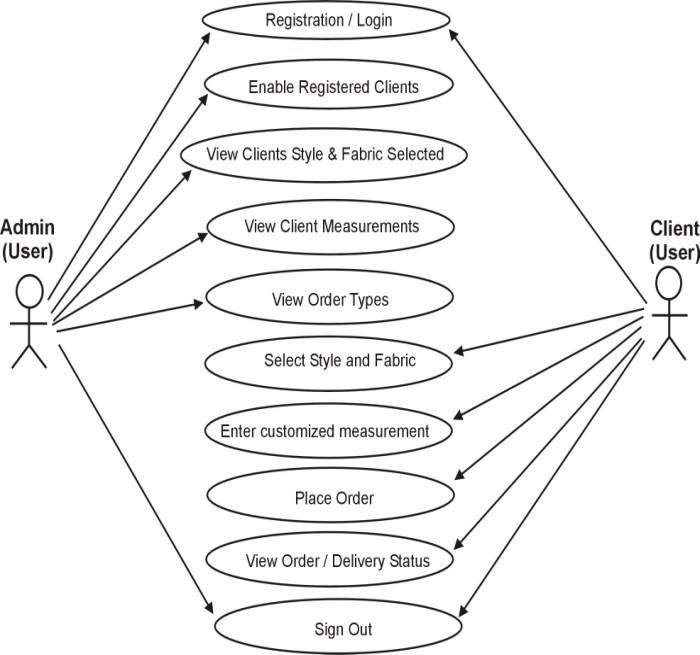 Registration / Login
Enable Registered Clients
View Clients Style & Fabric Selected
Admin
(User)
View Client Measurements
Client
(User)
View Order Types
Select Style and Fabric
Enter customized measurement
Place Order
View Order / Delivery Status
Sign Out